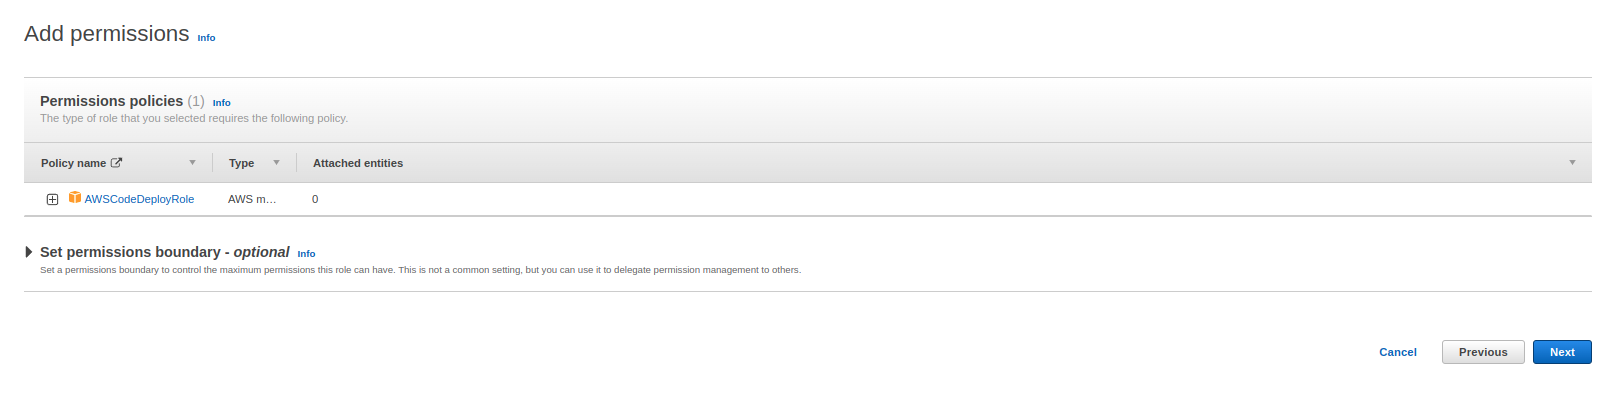 Add permissions Info
Permissions policies (1) Info
The type of role that you selected requires the following policy.
Policy name Type Attached entities
AWSCodeDeployRole AWS m... 0
Set permissions boundary - optional Info
Set a permissions boundary to control the maximum permissions this role can have. This is not a common setting, but you can use it to delegate permission management to others.
Cancel Previous Next